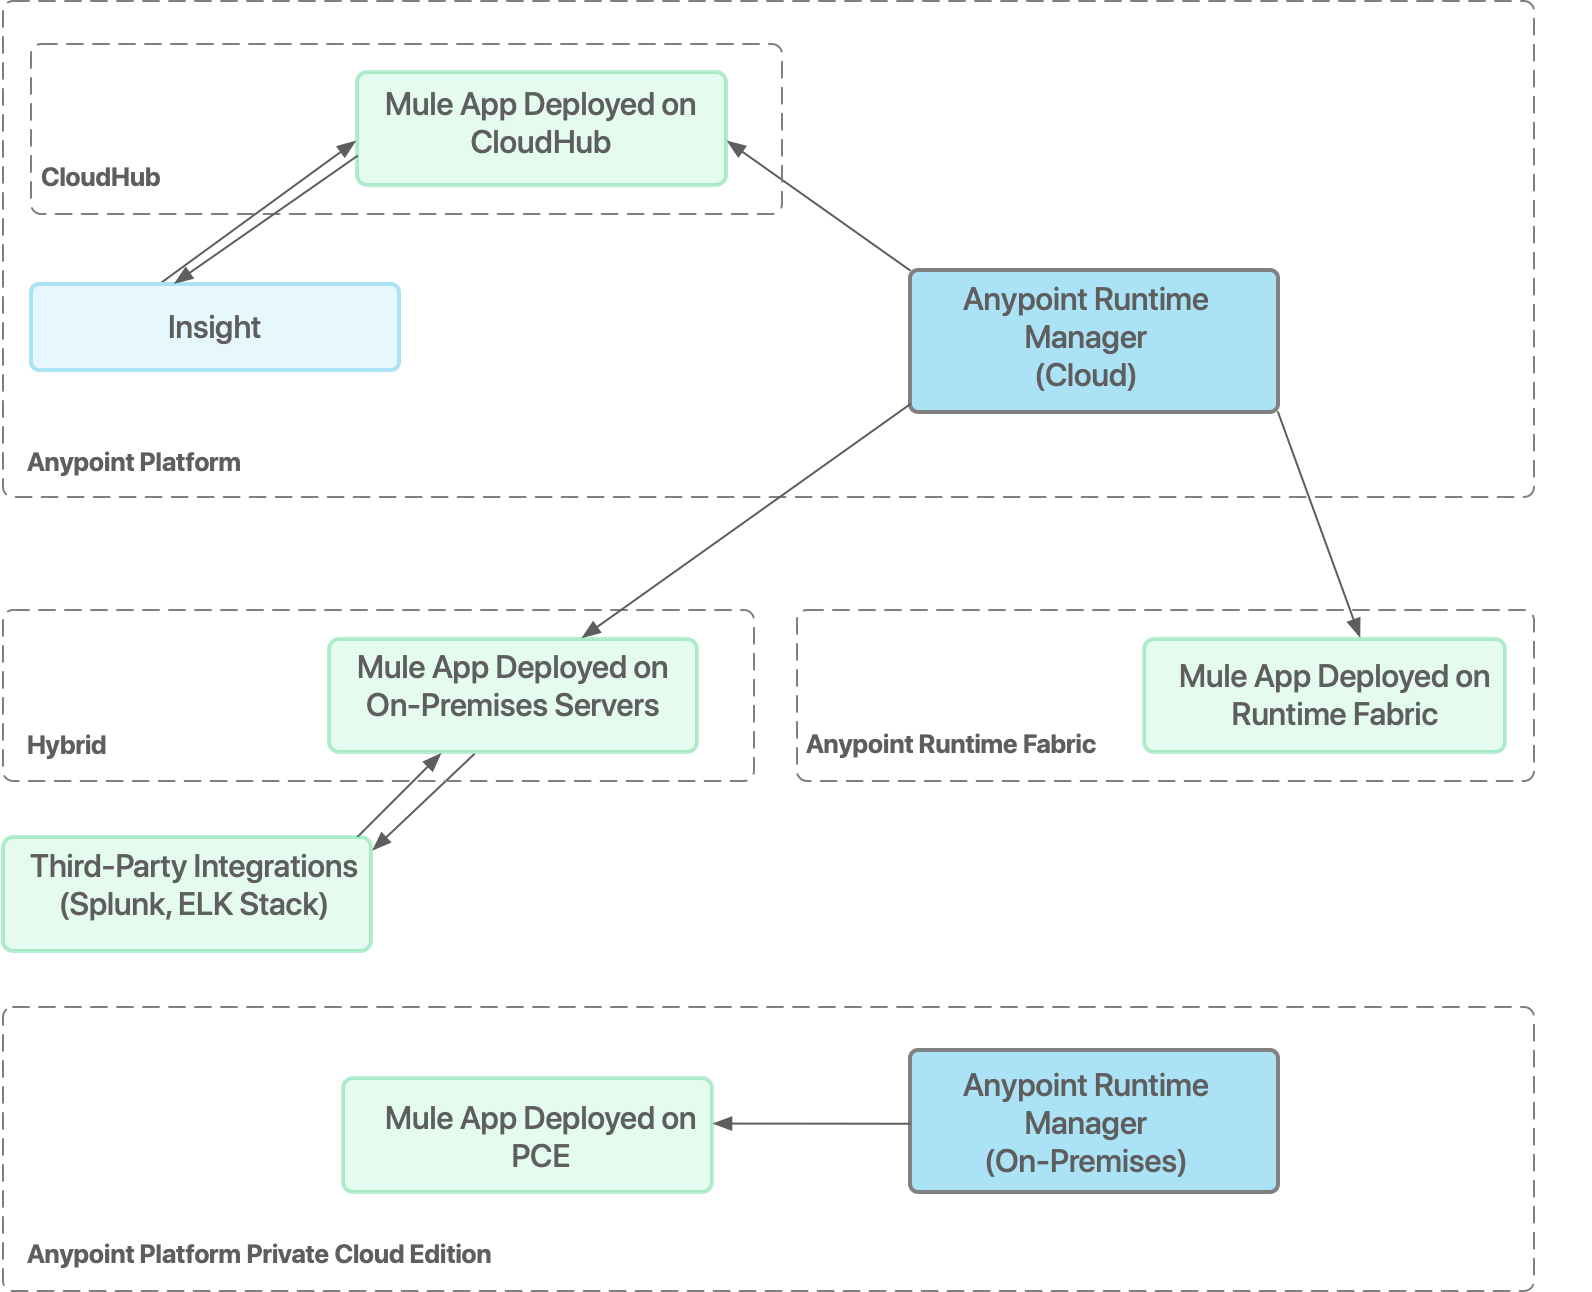 Mule App Deployed on
CloudHub
CloudHub
Insight
Anypoint Runtime
Manager
(Cloud)
Anypoint Platform
Mule App Deployed on
On-Premises Servers
Hybrid
Mule App Deployed on
Runtime Fabric
Anypoint Runtime Fabric
Third-Party Integrations
(Splunk, ELK Stack)
Mule App Deployed on
PCE
Anypoint Runtime
Manager
(On-Premises)
Anypoint Platform Private Cloud Edition